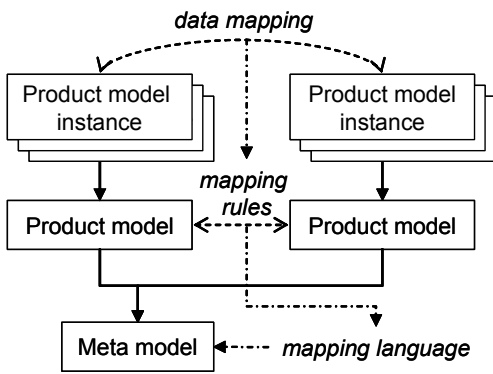 data mapping
Product model
instance
Product model
instance
mapping
rules
Product model
Product model
Meta model
mapping language